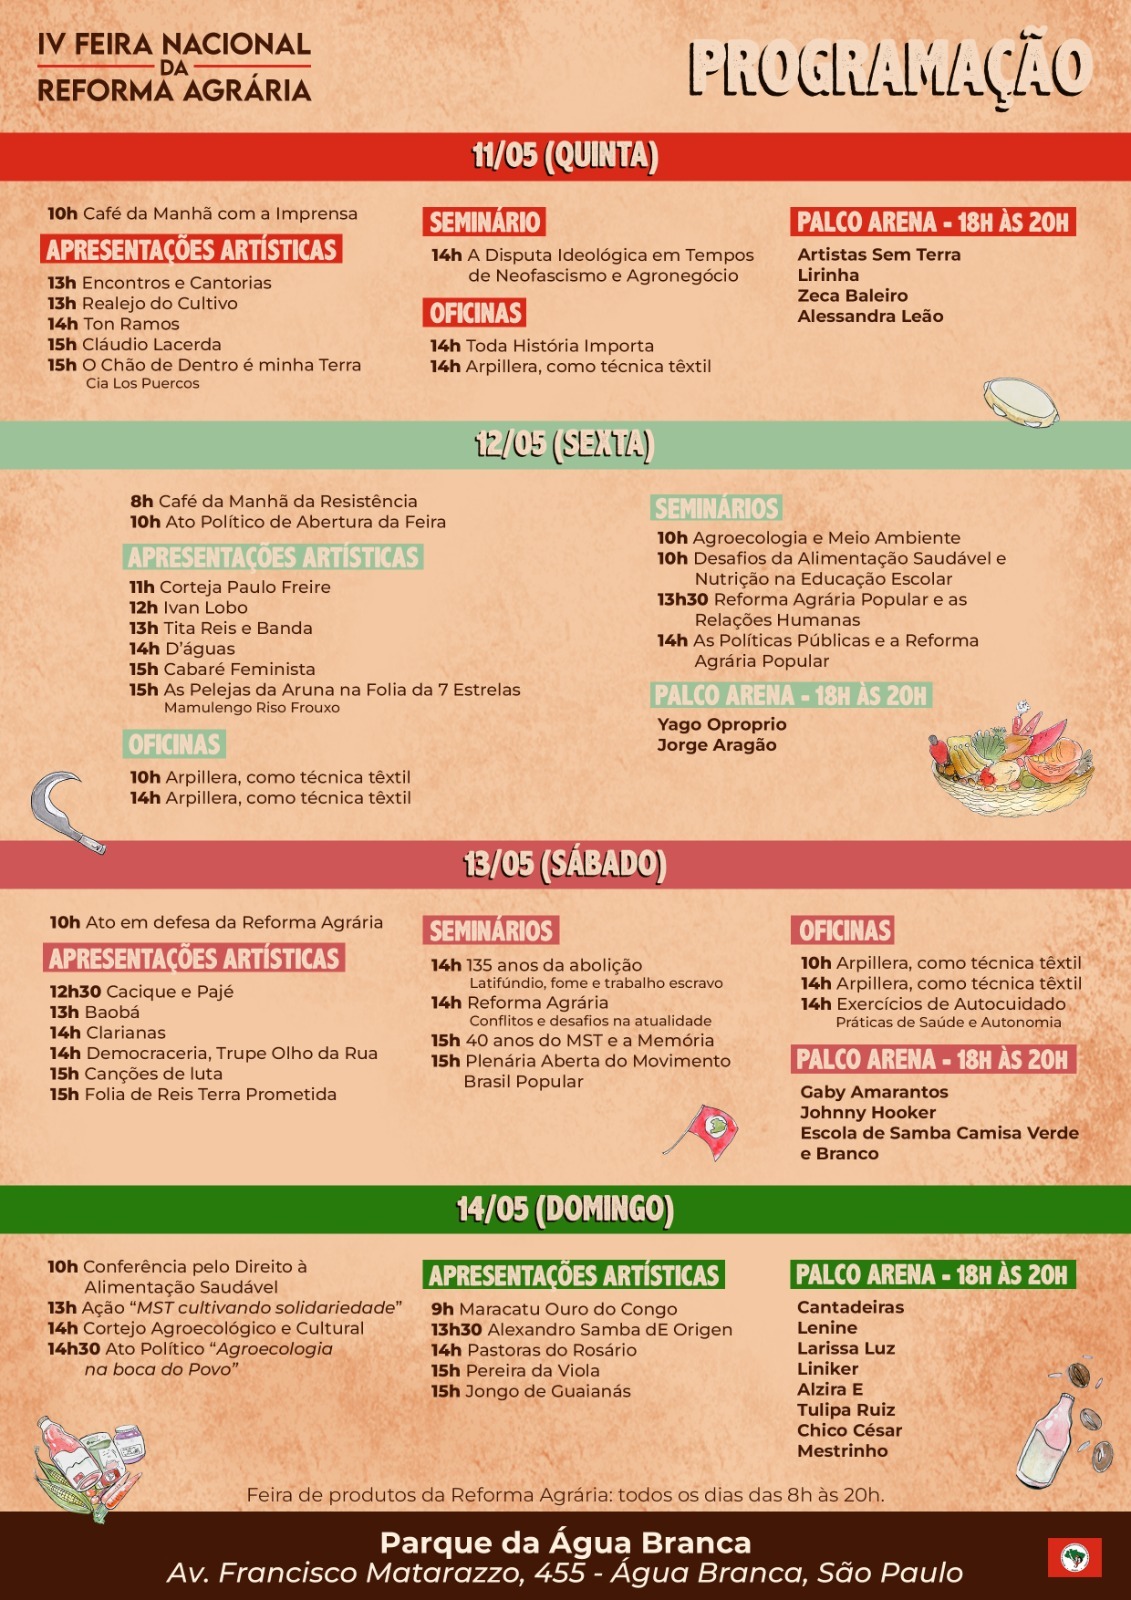 IV FEIRA NACIONAL
DA
REFORMA AGRÁRIA
PROGRAMAÇÃO
11/05 (QUINTA)
10h Café da Manhã com a Imprensa
APRESENTAÇÕES ARTÍSTICAS
13h Encontros e Cantorias
13h Realejo do Cultivo
14h Ton Ramos
15h Cláudio Lacerda
15h O Chão de Dentro é minha Terra
Cia Los Puercos
SEMINÁRIO
14h A Disputa Ideológica em Tempos
de Neofascismo e Agronegócio
OFICINAS
14h Toda História Importa
14h Arpillera, como técnica têxtil
PALCO ARENA - 18H ÀS 20H
Artistas Sem Terra
Lirinha
Zeca Baleiro
Alessandra Leão
12/05 (SEXTA)
8h Café da Manhã da Resistência
10h Ato Político de Abertura da Feira
APRESENTAÇÕES ARTÍSTICAS
11h Corteja Paulo Freire
12h Ivan Lobo
13h Tita Reis e Banda
14h D'águas
15h Cabaré Feminista
15h As Pelejas da Aruna na Folia da 7 Estrelas
Mamulengo Riso Frouxo
OFICINAS
10h Arpillera, como técnica têxtil
14h Arpillera, como técnica têxtil
SEMINÁRIOS
10h Agroecologia e Meio Ambiente
10h Desafios da Alimentação Saudável e
Nutrição na Educação Escolar
13h30 Reforma Agrária Popular e as
Relações Humanas
14h As Políticas Públicas e a Reforma
Agrária Popular
PALCO ARENA - 18H ÀS 20H
Yago Oproprio
Jorge Aragão
13/05 (SÁBADO)
10h Ato em defesa da Reforma Agrária
APRESENTAÇÕES ARTÍSTICAS
12h30 Cacique e Pajé
13h Baobá
14h Clarianas
14h Democraceria, Trupe Olho da Rua
15h Canções de luta
15h Folia de Reis Terra Prometida
SEMINÁRIOS
14h 135 anos da abolição
Latifúndio, fome e trabalho escravo
14h Reforma Agrária
Conflitos e desafios na atualidade
15h 40 anos do MST e a Memória
15h Plenária Aberta do Movimento
Brasil Popular
OFICINAS
10h Arpillera, como técnica têxtil
14h Arpillera, como técnica têxtil
14h Exercícios de Autocuidado
Práticas de Saúde e Autonomia
PALCO ARENA - 18H ÀS 20H
Gaby Amarantos
Johnny Hooker
Escola de Samba Camisa Verde
e Branco
14/05 (DOMINGO)
10h Conferência pelo Direito à
Alimentação Saudável
13h Ação “MST cultivando solidariedade”
14h Cortejo Agroecológico e Cultural
14h30 Ato Político “Agroecologia
na boca do Povo”
APRESENTAÇÕES ARTÍSTICAS
9h Maracatu Ouro do Congo
13h30 Alexandro Samba dE Origen
14h Pastoras do Rosário
15h Pereira da Viola
15h Jongo de Guaianás
PALCO ARENA - 18H ÀS 20H
Cantadeiras
Lenine
Larissa Luz
Liniker
Alzira E
Tulipa Ruiz
Chico César
Mestrinho
Feira de produtos da Reforma Agrária: todos os dias das 8h às 20h.
Parque da Água Branca
Av. Francisco Matarazzo, 455 - Água Branca, São Paulo